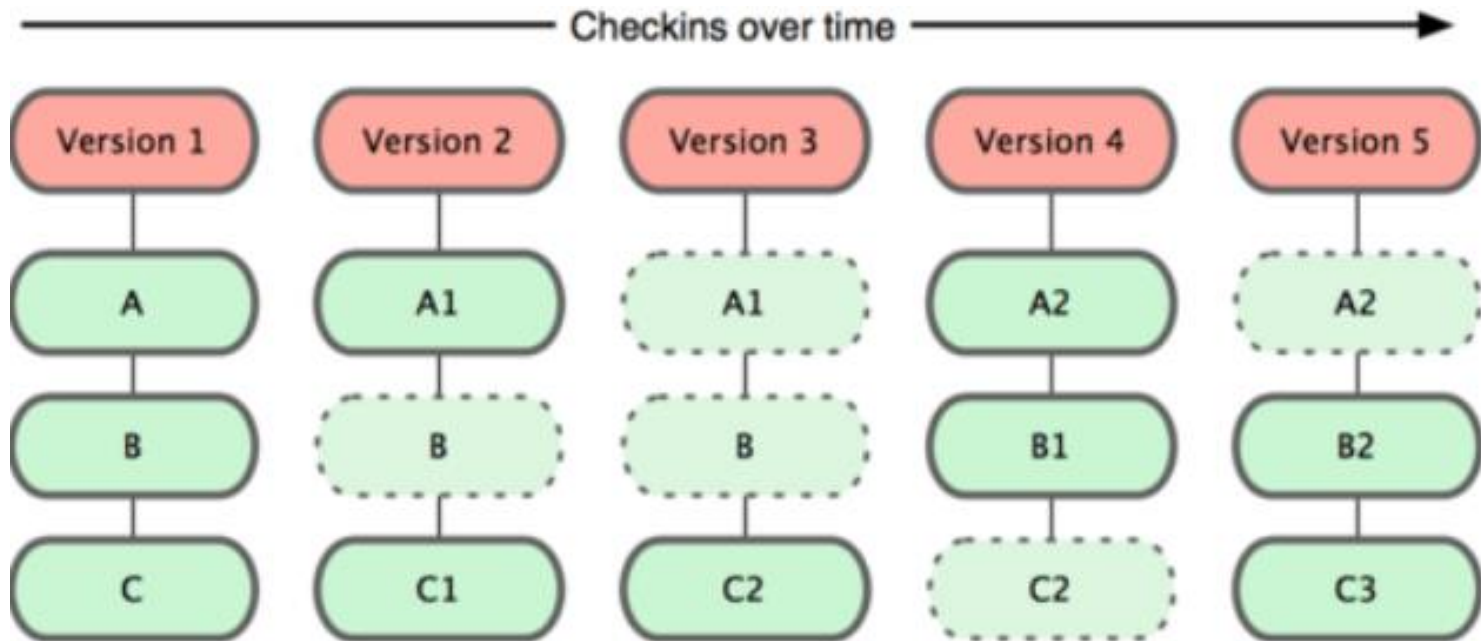 Checkins over time
Version 1 Version 2 Version 3 Version 4 Version 5
A A1 A1 A2 A2
B B B B1 B2
C C1 C2 C2 C3